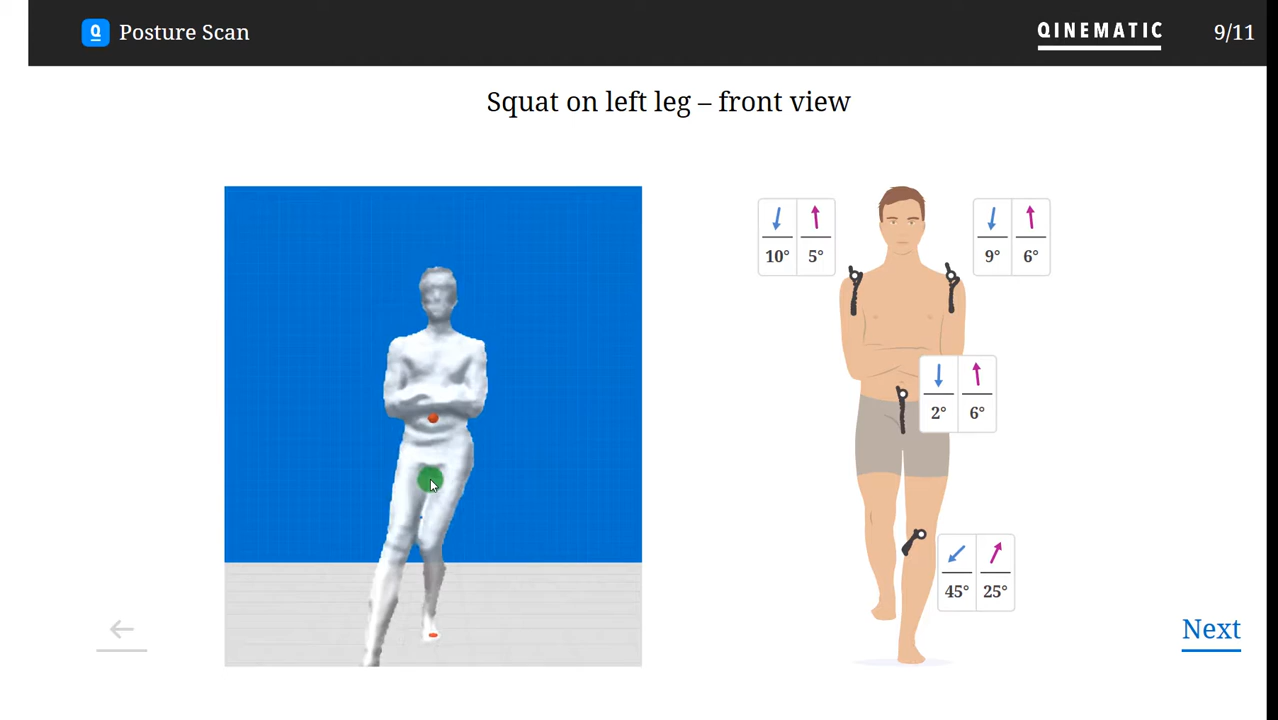 Q Posture Scan
QINEMATIC
9/11
Squat on left leg – front view
10° 5°
9° 6°
2° 6°
45° 25°
Next